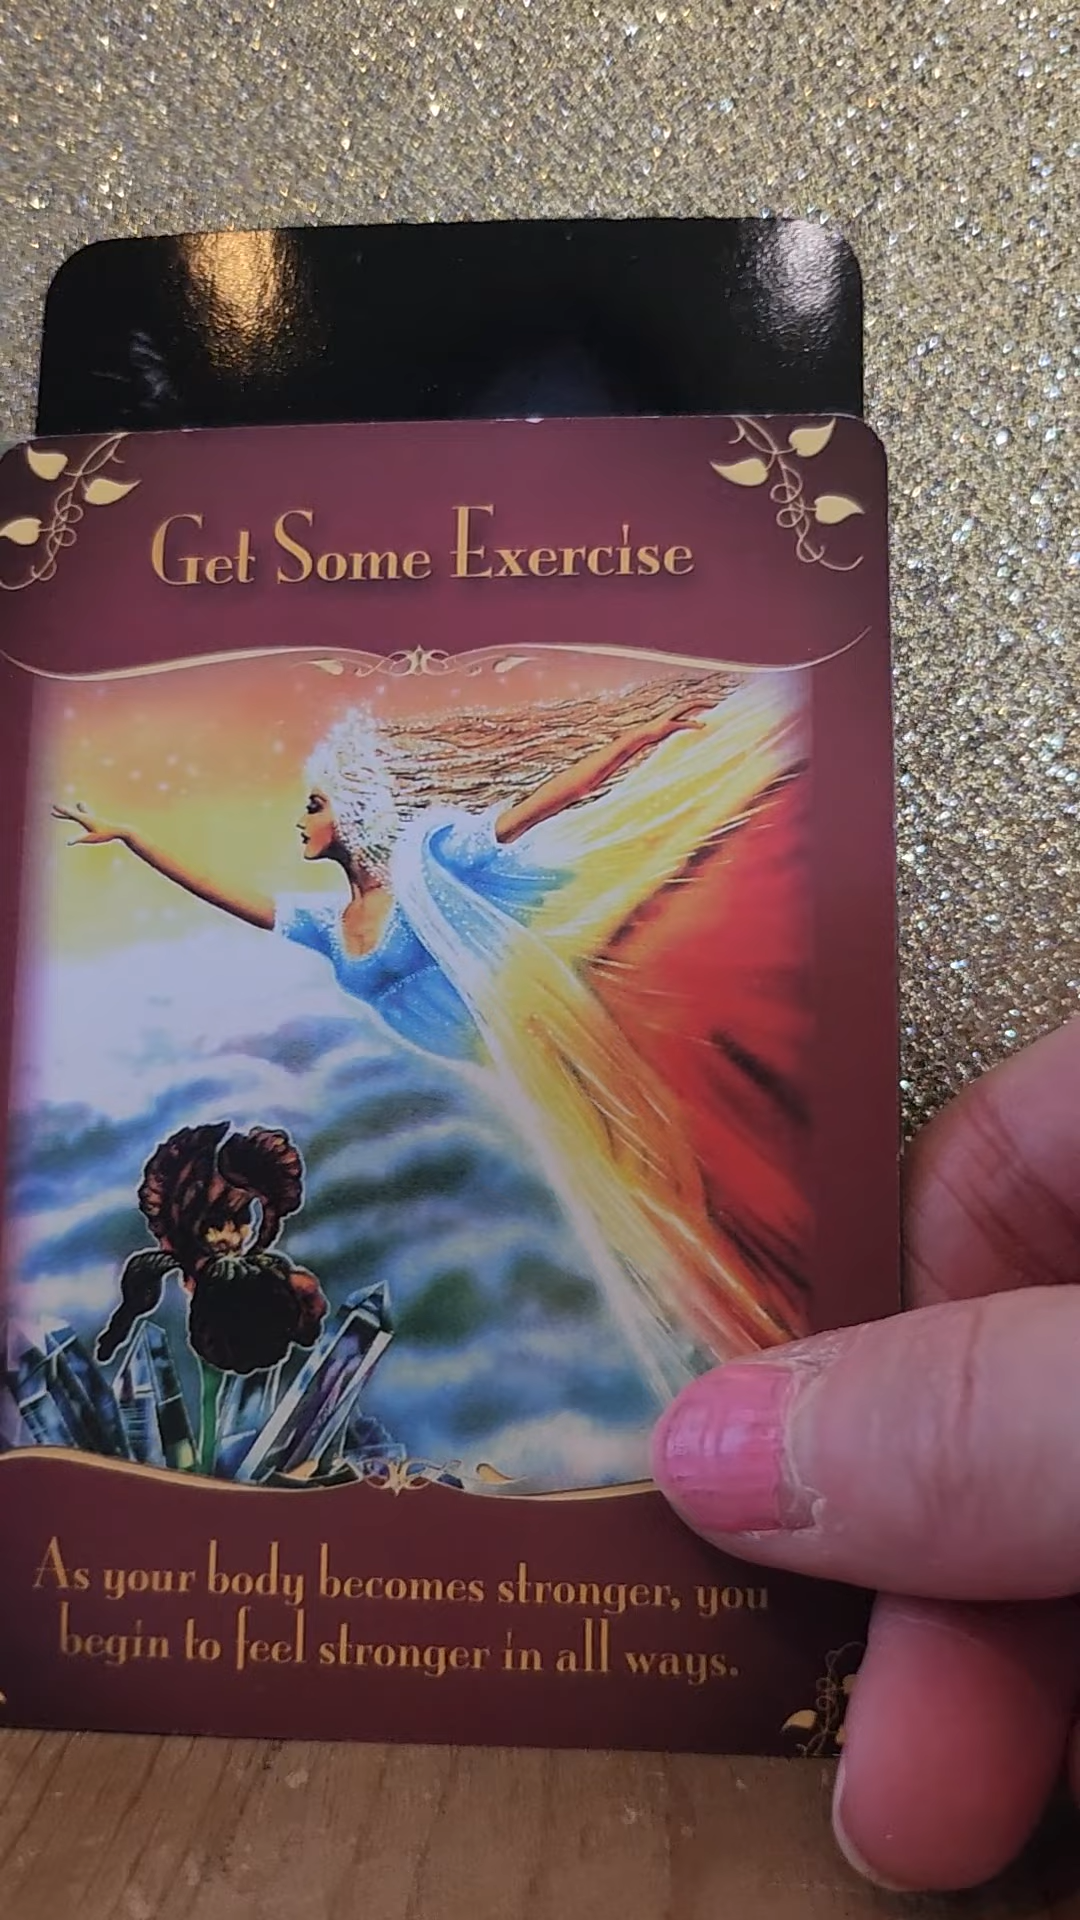 Get Some Exercise
As your body becomes stronger, you
begin to feel stronger in all ways.